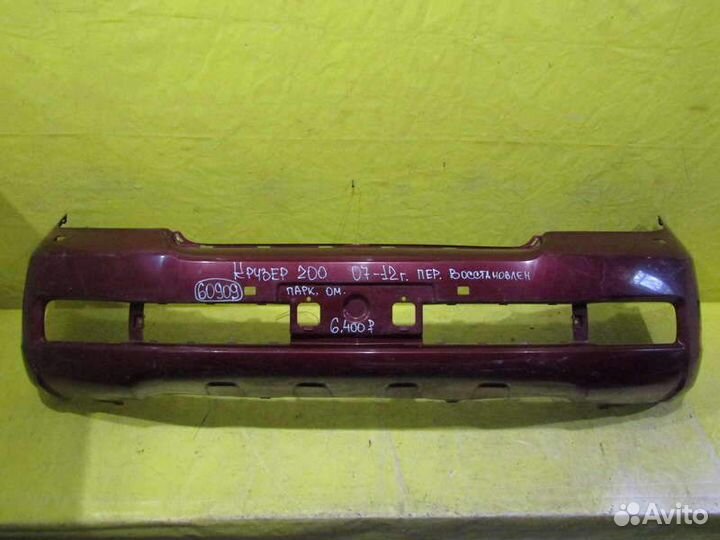 КРУЗЕР 200 07-12г. ПЕР. ВОССТАНОВЛЕН
60909 ПАРК. ОМ.
6.400 Р
Avito